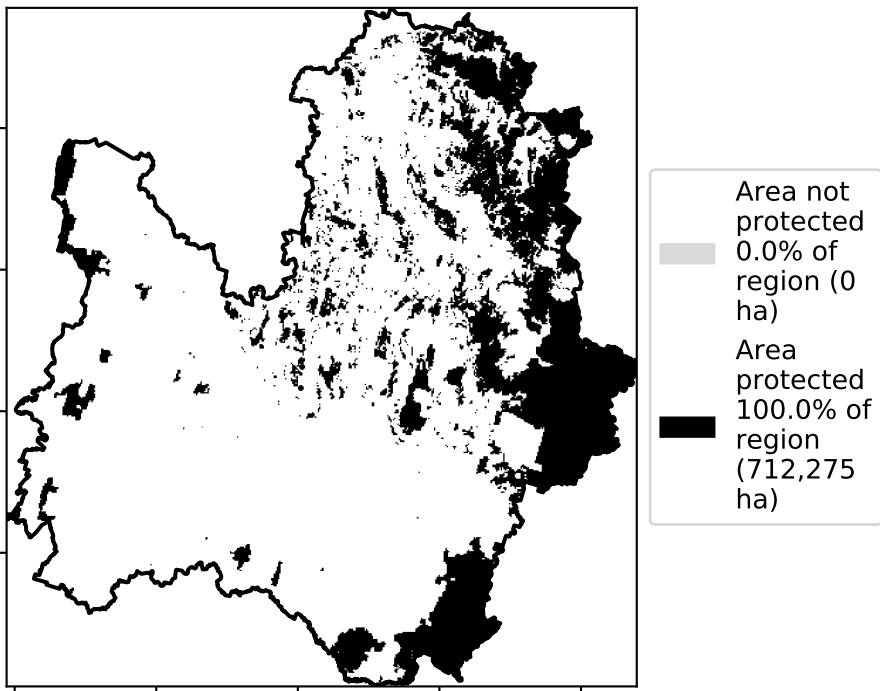 Area not
protected
0.0% of
region (0
ha)
Area
protected
100.0% of
region
(712,275
ha)